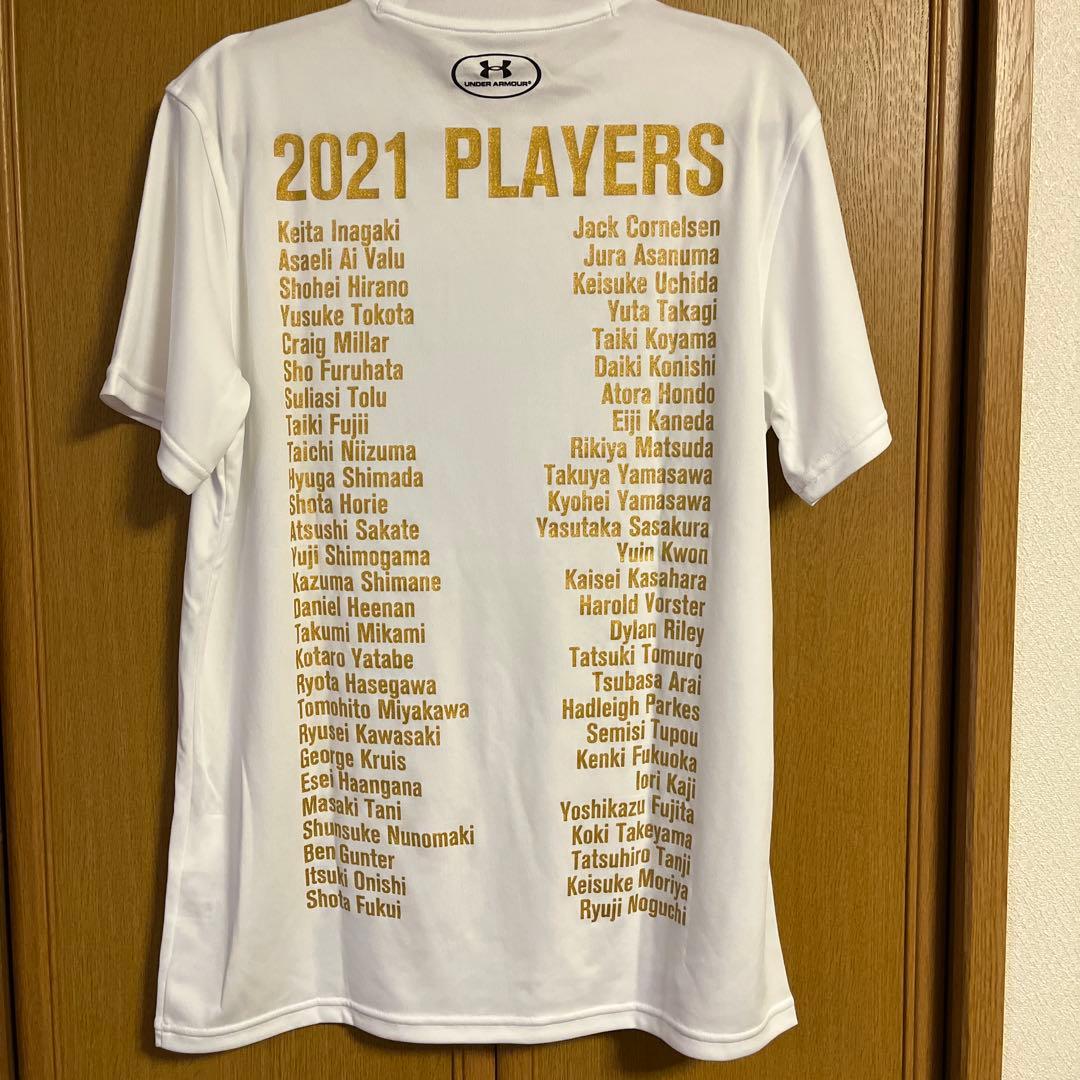 UNDER ARMOUR
2021 PLAYERS
Keita Inagaki
Asaeli Ai Valu
Shohei Hirano
Yusuke Tokota
Craig Millar
Sho Furuhata
Suliasi Tolu
Taiki Fujii
Taichi Niizuma
Hyuga Shimada
Shota Horie
Atsushi Sakate
Yuji Shimogama
Kazuma Shimane
Daniel Heenan
Takumi Mikami
Kotaro Yatabe
Ryota Hasegawa
Tomohito Miyakawa
Ryusei Kawasaki
George Kruis
Esei Haangana
Masaki Tani
Shunsuke Nunomaki
Ben Gunter
Itsuki Onishi
Shota Fukui
Jack Cornelsen
Jura Asanuma
Keisuke Uchida
Yuta Takagi
Taiki Koyama
Daiki Konishi
Atora Hondo
Eiji Kaneda
Rikiya Matsuda
Takuya Yamasawa
Kyohei Yamasawa
Yasutaka Sasakura
Yuin Kwon
Kaisei Kasahara
Harold Vorster
Dylan Riley
Tatsuki Tomuro
Tsubasa Arai
Hadleigh Parkes
Semisi Tupou
Kenki Fukuoka
Iori Kaji
Yoshikazu Fujita
Koki Takeyama
Tatsuhiro Tanji
Keisuke Moriya
Ryuji Noguchi